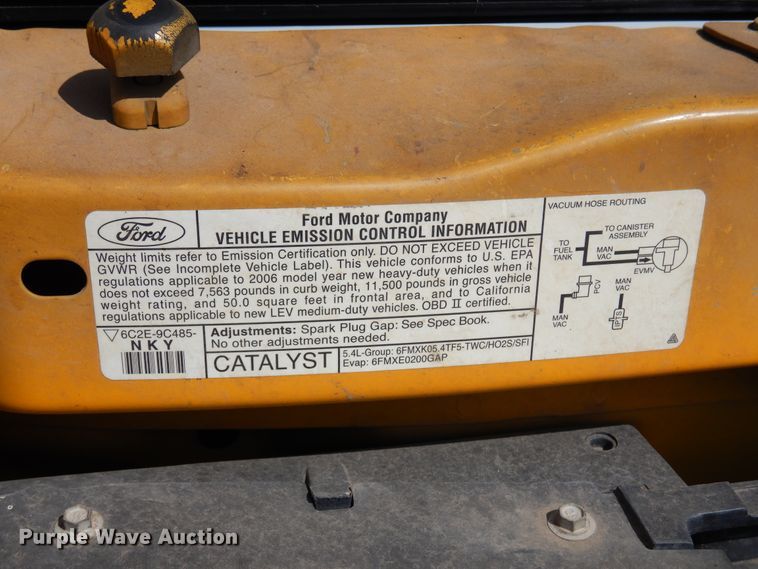 Ford
Ford Motor Company
VEHICLE EMISSION CONTROL INFORMATION
Weight limits refer to Emission Certification only. DO NOT EXCEED VEHICLE
GVWR (See Incomplete Vehicle Label). This vehicle conforms to U.S. EPA
regulations applicable to 2006 model year new heavy-duty vehicles when it
does not exceed 7,563 pounds in curb weight, 11,500 pounds in gross vehicle
weight rating, and 50.0 square feet in frontal area, and to California
regulations applicable to new LEV medium-duty vehicles. OBD II certified.
6C2E-9C485-
NKY
Adjustments: Spark Plug Gap: See Spec Book.
No other adjustments needed.
CATALYST
5.4L-Group: 6FMXK05.4TF5-TWC/HO2S/SFI
Evap: 6FMXE0200GAP
VACUUM HOSE ROUTING
TO CANISTER
ASSEMBLY
TO
FUEL
TANK
MAN
VAC
EVMV
PCV
MAN
VAC
MAN
VAC
FPTS
Purple Wave Auction